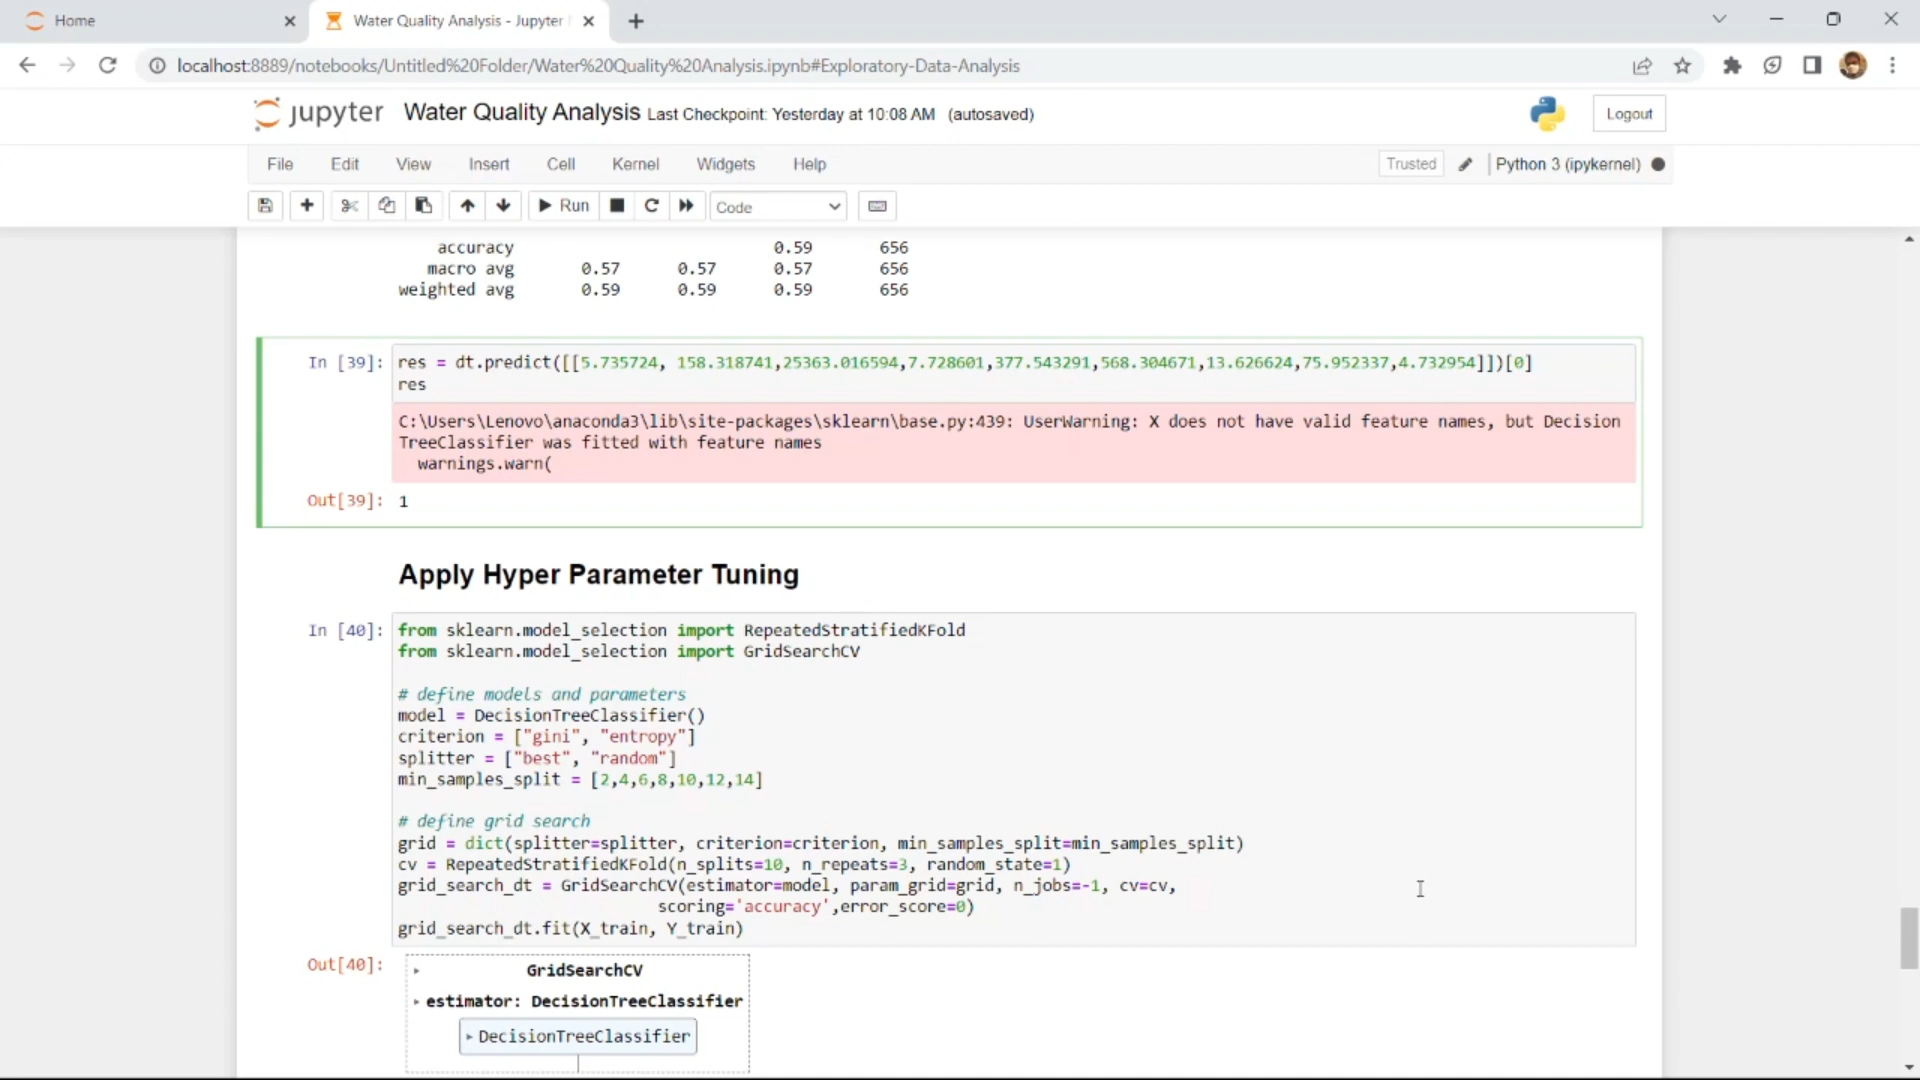 Home
Water Quality Analysis - Jupyter
localhost:8889/notebooks/Untitled%20Folder/Water%20Quality%20Analysis.ipynb#Exploratory-Data-Analysis
jupyter Water Quality Analysis Last Checkpoint: Yesterday at 10:08 AM (autosaved)
Logout
File Edit View Insert Cell Kernel Widgets Help
Trusted Python 3 (ipykernel)
Run Code
accuracy 0.59 656
macro avg 0.57 0.57 0.57 656
weighted avg 0.59 0.59 0.59 656
In [39]: res = dt.predict([[5.735724, 158.318741,25363.016594,7.728601,377.543291,568.304671,13.626624,75.952337,4.732954]])[0]
res
C:\Users\Lenovo\anaconda3\lib\site-packages\sklearn\base.py:439: UserWarning: X does not have valid feature names, but Decision
TreeClassifier was fitted with feature names
warnings.warn(
Out[39]: 1
Apply Hyper Parameter Tuning
In [40]: from sklearn.model_selection import RepeatedStratifiedKFold
from sklearn.model_selection import GridSearchCV
# define models and parameters
model = DecisionTreeClassifier()
criterion = ["gini", "entropy"]
splitter = ["best", "random"]
min_samples_split = [2,4,6,8,10,12,14]
# define grid search
grid = dict(splitter=splitter, criterion=criterion, min_samples_split=min_samples_split)
cv = RepeatedStratifiedKFold(n_splits=10, n_repeats=3, random_state=1)
grid_search_dt = GridSearchCV(estimator=model, param_grid=grid, n_jobs=-1, cv=cv,
scoring='accuracy',error_score=0)
grid_search_dt.fit(X_train, Y_train)
Out[40]: GridSearchCV
estimator: DecisionTreeClassifier
DecisionTreeClassifier